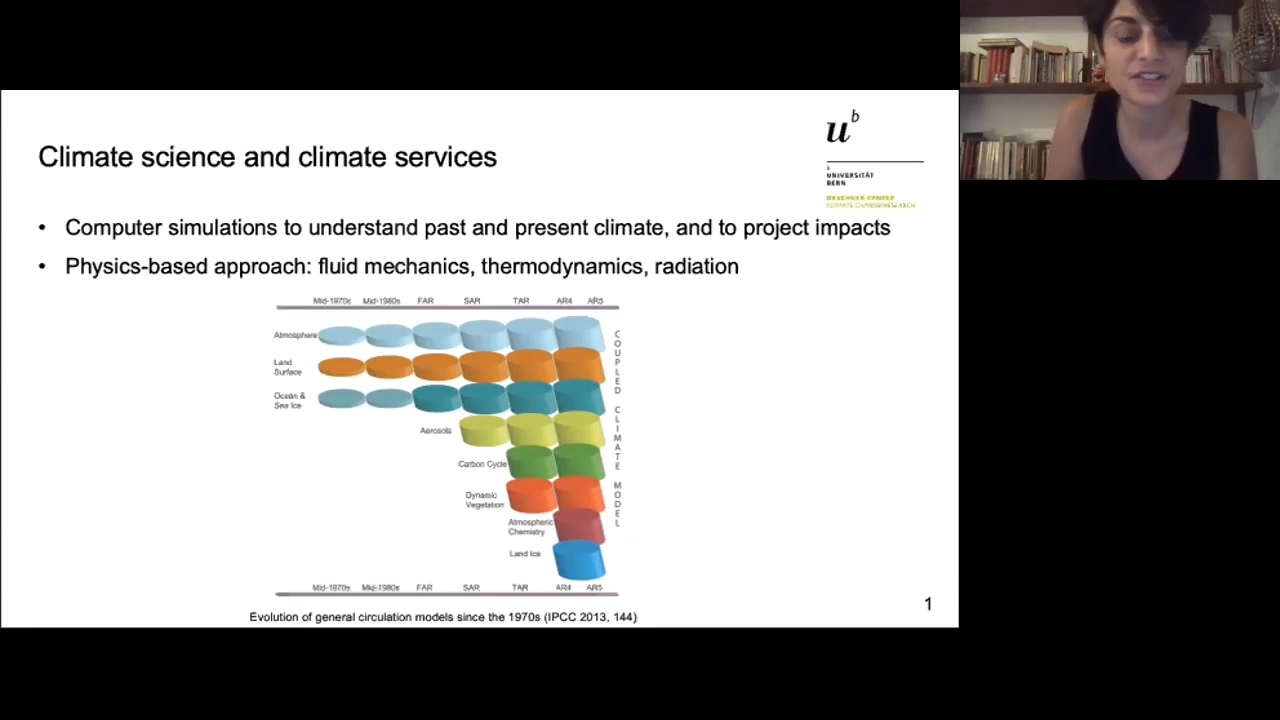 Climate science and climate services
u b
b
UNIVERSITÄT
BERN
• Computer simulations to understand past and present climate, and to project impacts
• Physics-based approach: fluid mechanics, thermodynamics, radiation
Mid-1970s Mid-1980s FAR SAR TAR AR4 AR5
Atmosphere
Land
Surface
Ocean &
Sea Ice
Aerosols
Carbon Cycle
Dynamic
Vegetation
Atmospheric
Chemistry
Land Ice
COUPLED CLIMATE MODEL
Mid-1970s Mid-1980s FAR SAR TAR AR4 AR5
Evolution of general circulation models since the 1970s (IPCC 2013, 144)
1